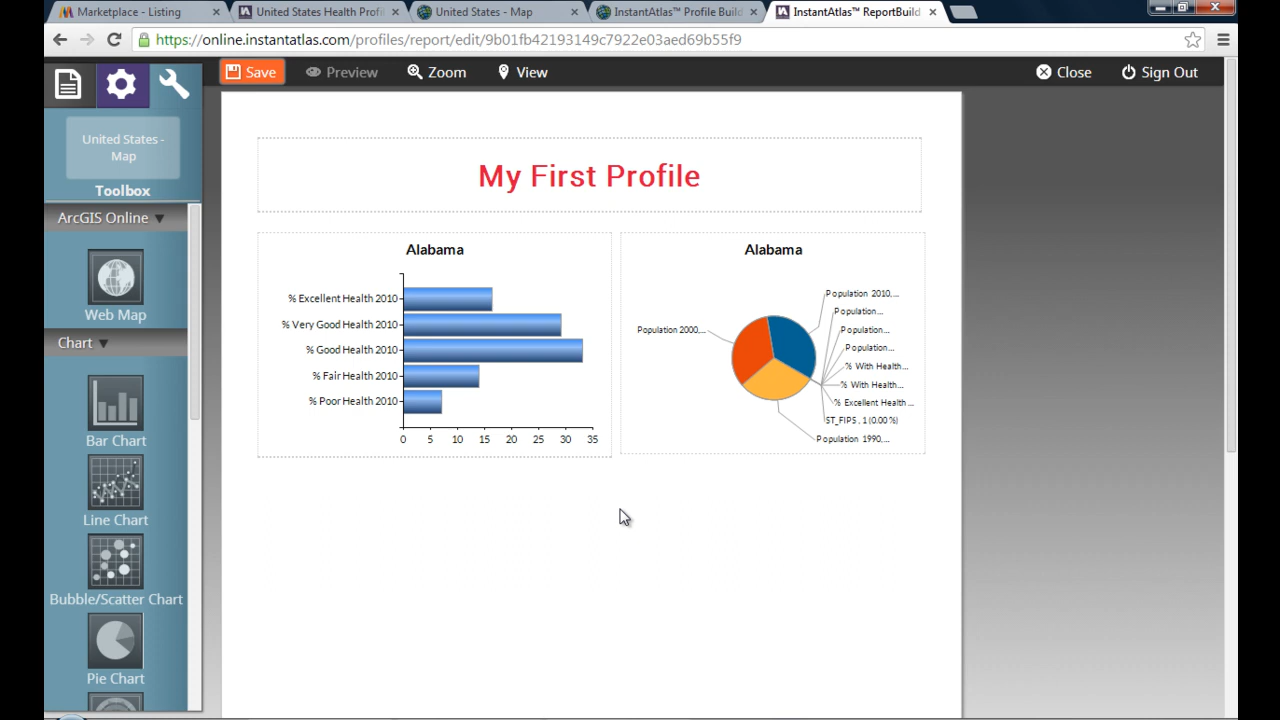 Marketplace - Listing
United States Health Profil
United States - Map
InstantAtlas™ Profile Build
InstantAtlas™ ReportBuild
https://online.instantatlas.com/profiles/report/edit/9b01fb42193149c7922e03aed69b55f9
Save
Preview
Zoom
View
Close
Sign Out
United States -
Map
Toolbox
ArcGIS Online
Web Map
Chart
Bar Chart
Line Chart
Bubble/Scatter Chart
Pie Chart
My First Profile
Alabama
% Excellent Health 2010
% Very Good Health 2010
% Good Health 2010
% Fair Health 2010
% Poor Health 2010
0 5 10 15 20 25 30 35
Alabama
Population 2010,...
Population...
Population...
Population...
% With Health...
% With Health...
% Excellent Health ...
ST_FIPS , 1 (0.00 %)
Population 1990,...
Population 2000,...